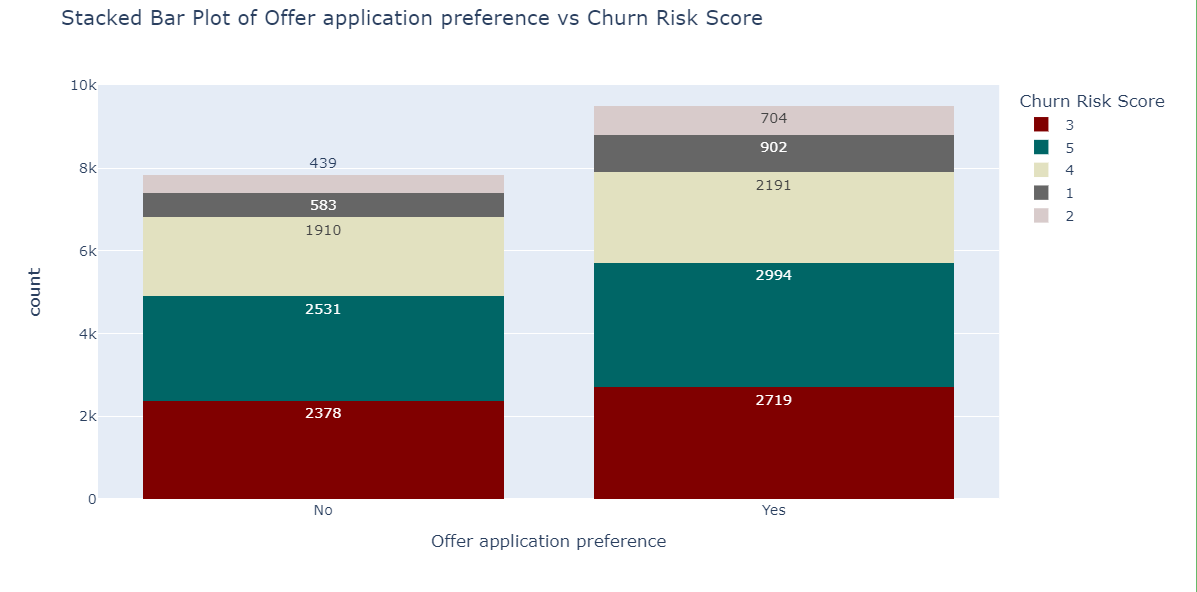 Stacked Bar Plot of Offer application preference vs Churn Risk Score
10k
8k
6k
4k
2k
0
count
439
583
1910
2531
2378
704
902
2191
2994
2719
No
Yes
Offer application preference
Churn Risk Score
3
5
4
1
2